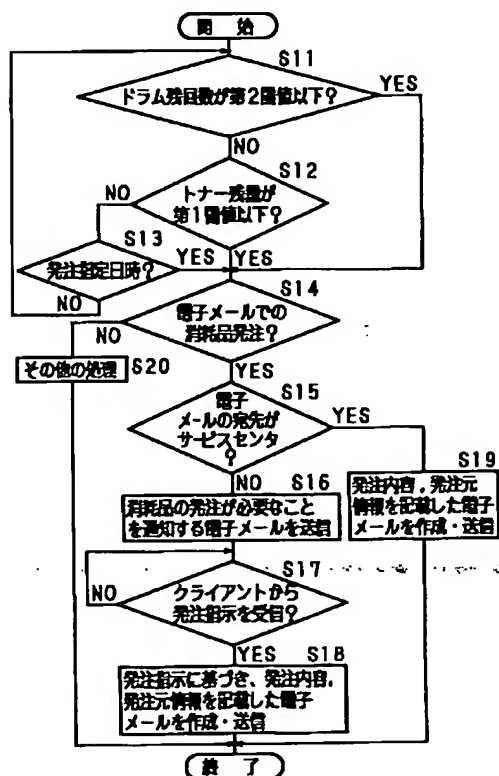 開 始
S11
ドラム残回数が第2閾値以下?
YES
NO
S12
NO
トナー残量が
第1閾値以下?
S13
発注指定日時?
YES
YES
NO
S14
電子メールでの
消耗品発注?
NO
その他の処理
S20
YES
S15
電子
メールの宛先が
サービスセンタ
?
YES
NO
S16
消耗品の発注が必要なこと
を通知する電子メールを送信
S19
発注内容,発注元
情報を記載した電子
メールを作成・送信
S17
NO
クライアントから
発注指示を受信?
YES
S18
発注指示に基づき、発注内容,
発注元情報を記載した電子
メールを作成・送信
終 了